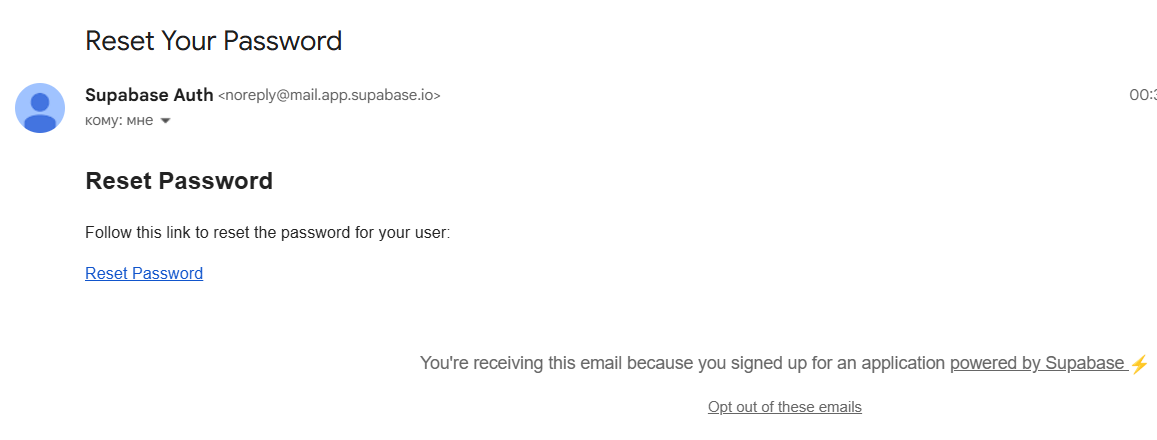 Reset Your Password
Supabase Auth <noreply@mail.app.supabase.io>
00:3
кому: мне
Reset Password
Follow this link to reset the password for your user:
Reset Password
You're receiving this email because you signed up for an application powered by Supabase ⚡
Opt out of these emails